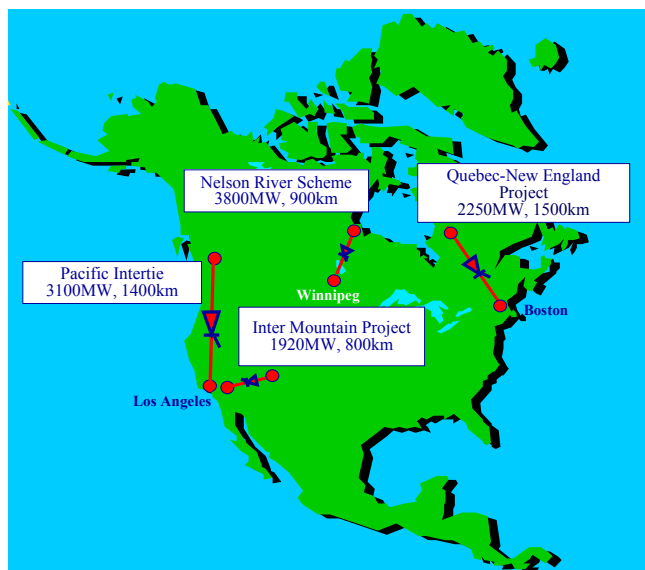 Nelson River Scheme
3800MW, 900km
Quebec-New England
Project
2250MW, 1500km
Pacific Intertie
3100MW, 1400km
Winnipeg
Inter Mountain Project
1920MW, 800km
Boston
Los Angeles